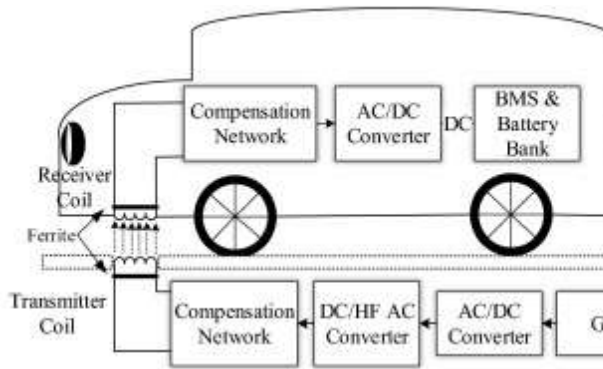 Compensation
Network
AC/DC
Converter
DC
BMS &
Battery
Bank
Receiver
Coil
Ferrite
Transmitter
Coil
Compensation
Network
DC/HF AC
Converter
AC/DC
Converter
G